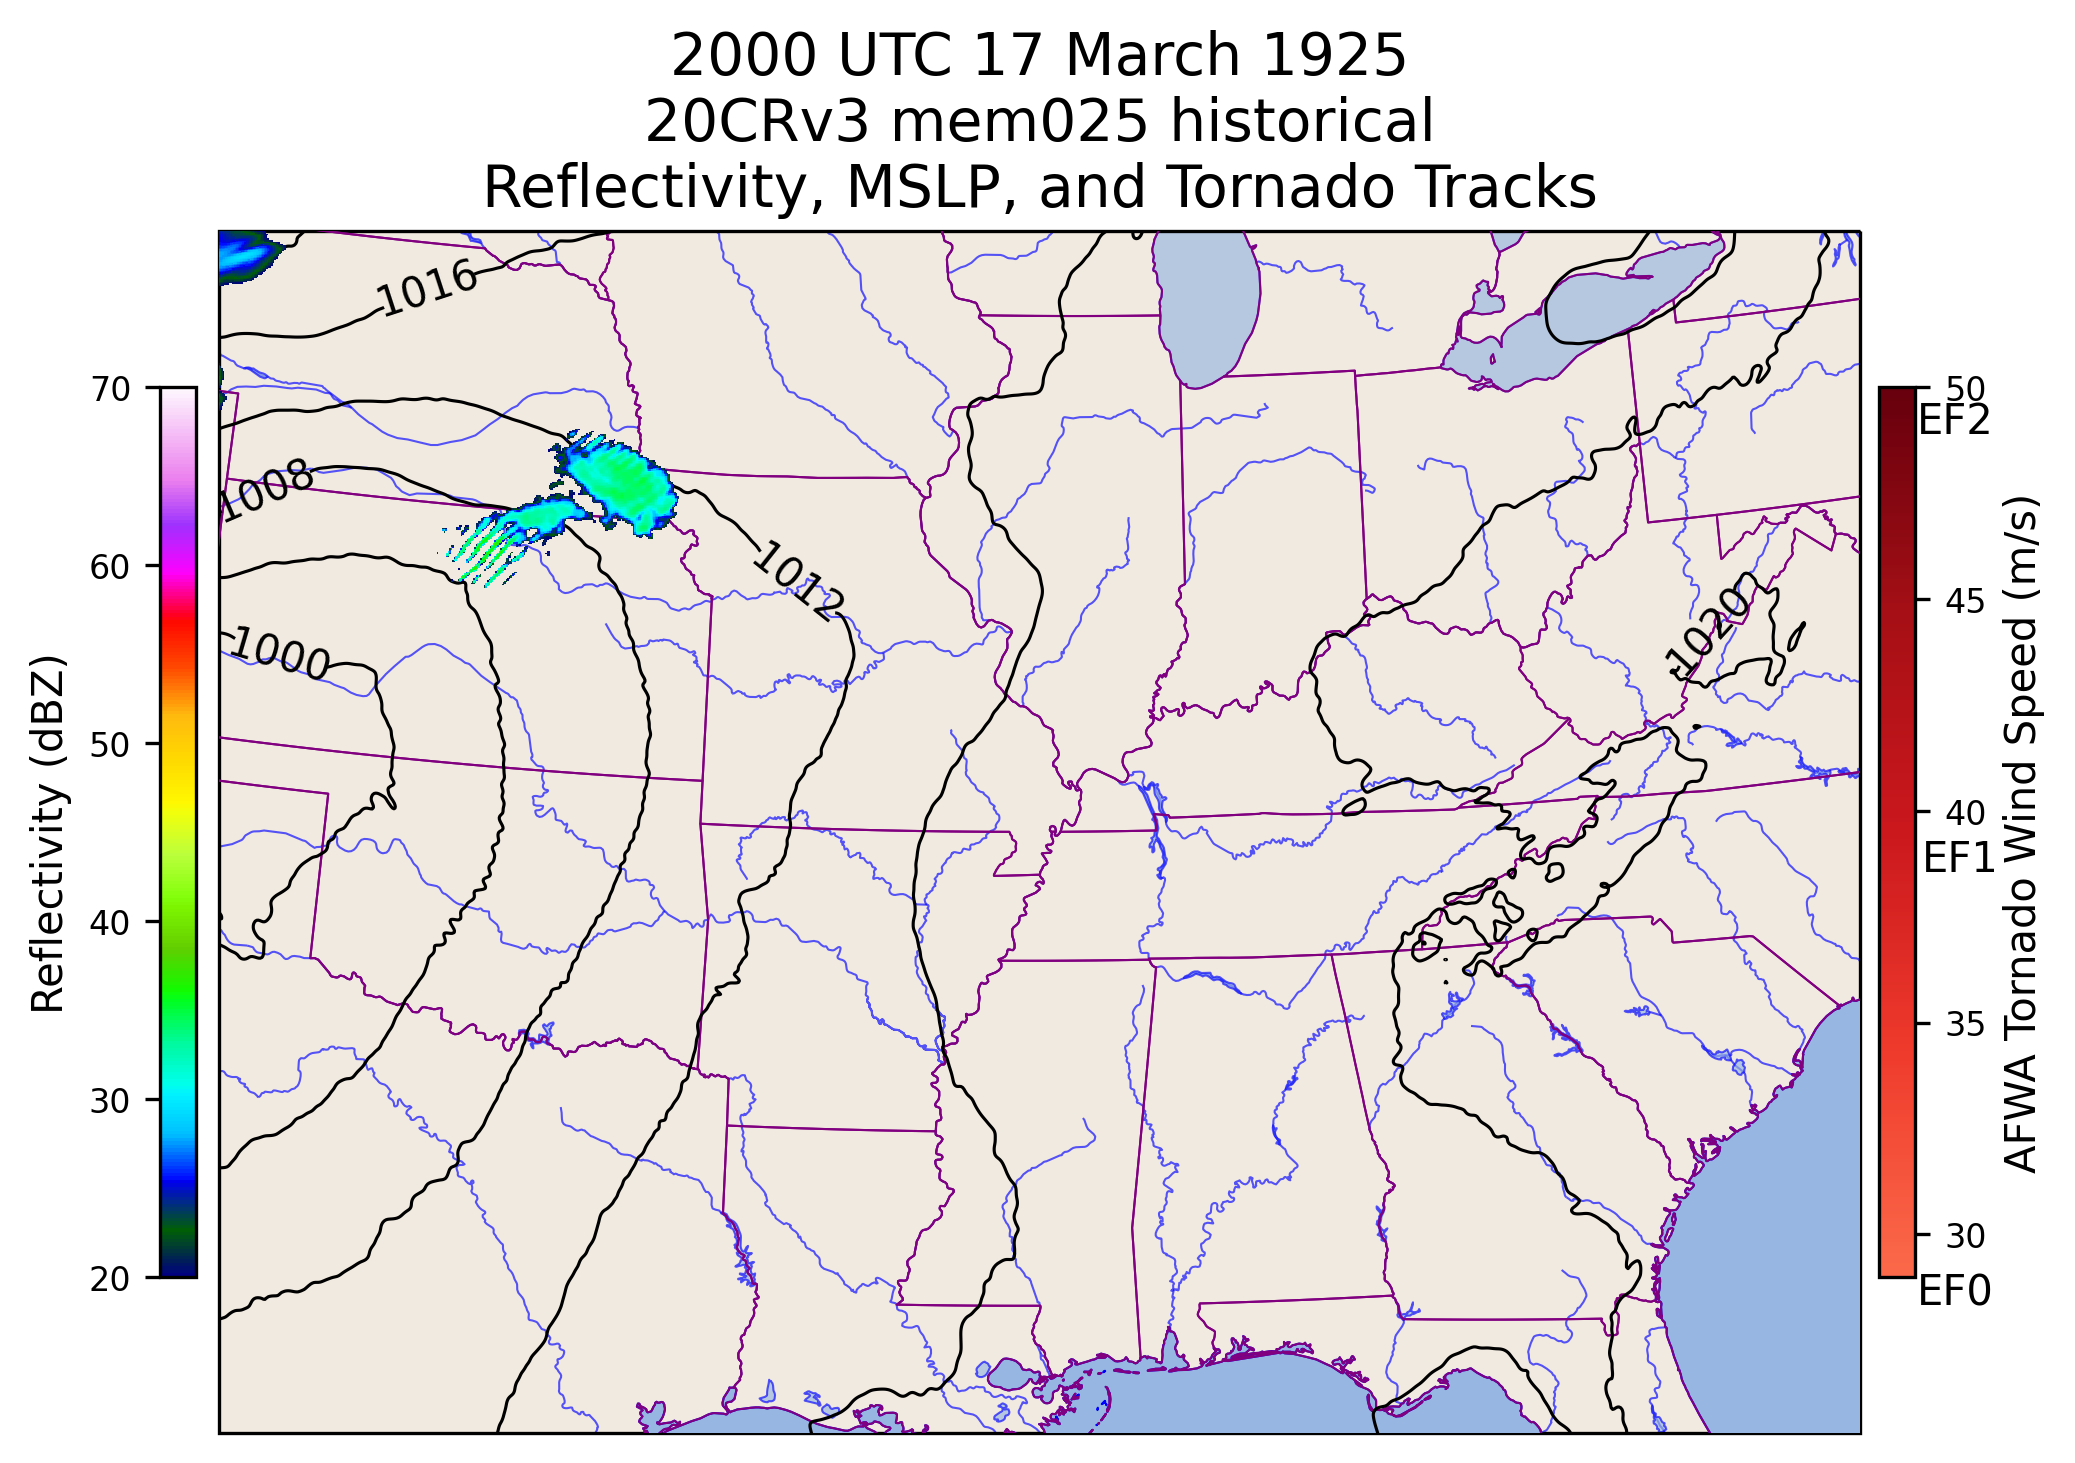 2000 UTC 17 March 1925
20CRv3 mem025 historical
Reflectivity, MSLP, and Tornado Tracks
1016
1008
1012
1000
1020
70
60
50
40
30
20
Reflectivity (dBZ)
50
EF2
45
40
EF1
35
30
EF0
AFWA Tornado Wind Speed (m/s)